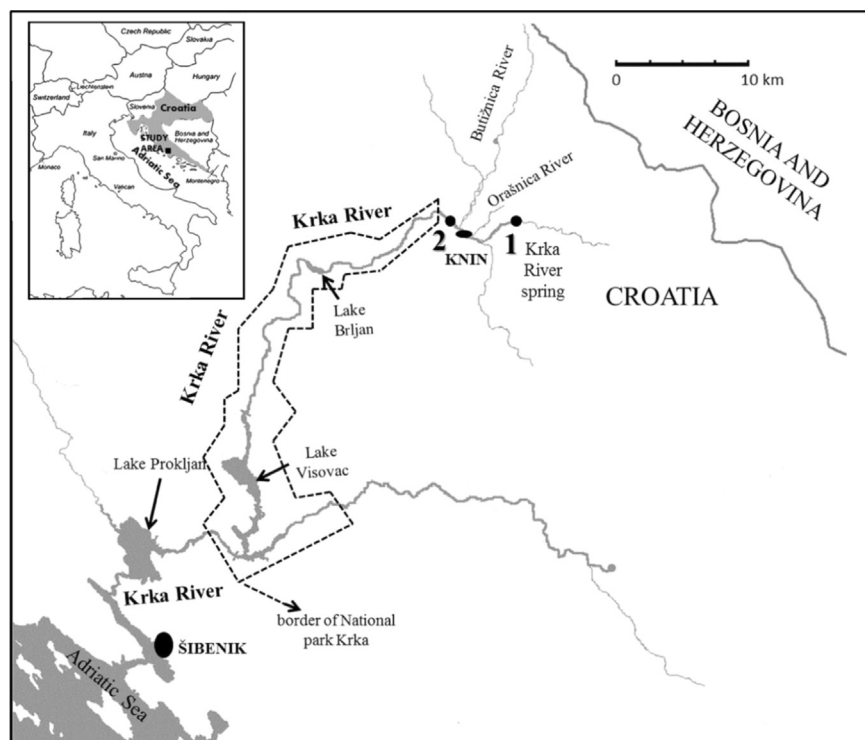 Czech Republic
Slovakia
Liechtenstein
Austria
Hungary
Switzerland
Slovenia
Croatia
Italy
Bosnia and
Herzegovina
STUDY
AREA
Monaco
San Marino
Adriatic Sea
Vatican
Montenegro
0
10 km
BOSNIA AND
HERZEGOVINA
Butižnica River
Orašnica River
Krka River
2
KNIN
1
Krka
River
spring
CROATIA
Lake
Brljan
Krka River
Lake Prokljan
Lake
Visovac
Krka River
border of National
park Krka
ŠIBENIK
Adriatic Sea